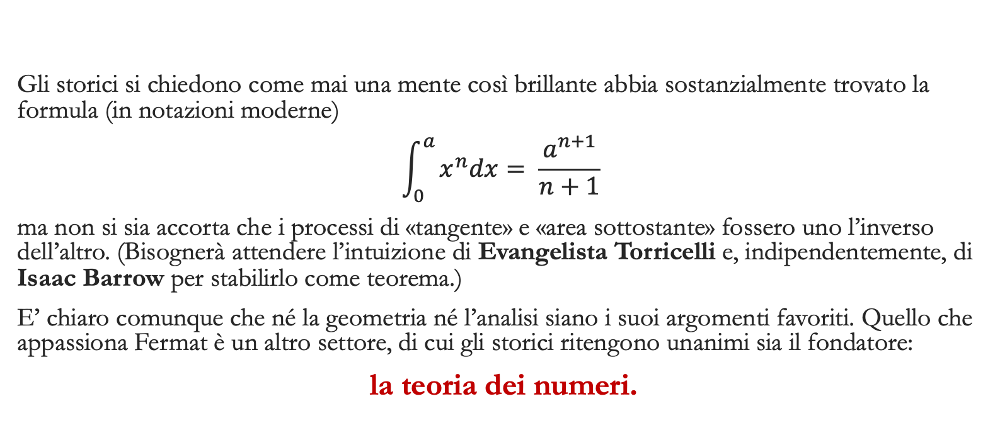 Gli storici si chiedono come mai una mente così brillante abbia sostanzialmente trovato la
formula (in notazioni moderne)
∫₀ᵃ xⁿdx = aⁿ⁺¹ / (n + 1)
ma non si sia accorta che i processi di «tangente» e «area sottostante» fossero uno l’inverso
dell’altro. (Bisognerà attendere l’intuizione di Evangelista Torricelli e, indipendentemente, di
Isaac Barrow per stabilirlo come teorema.)
E’ chiaro comunque che né la geometria né l’analisi siano i suoi argomenti favoriti. Quello che
appassiona Fermat è un altro settore, di cui gli storici ritengono unanimi sia il fondatore:
la teoria dei numeri.